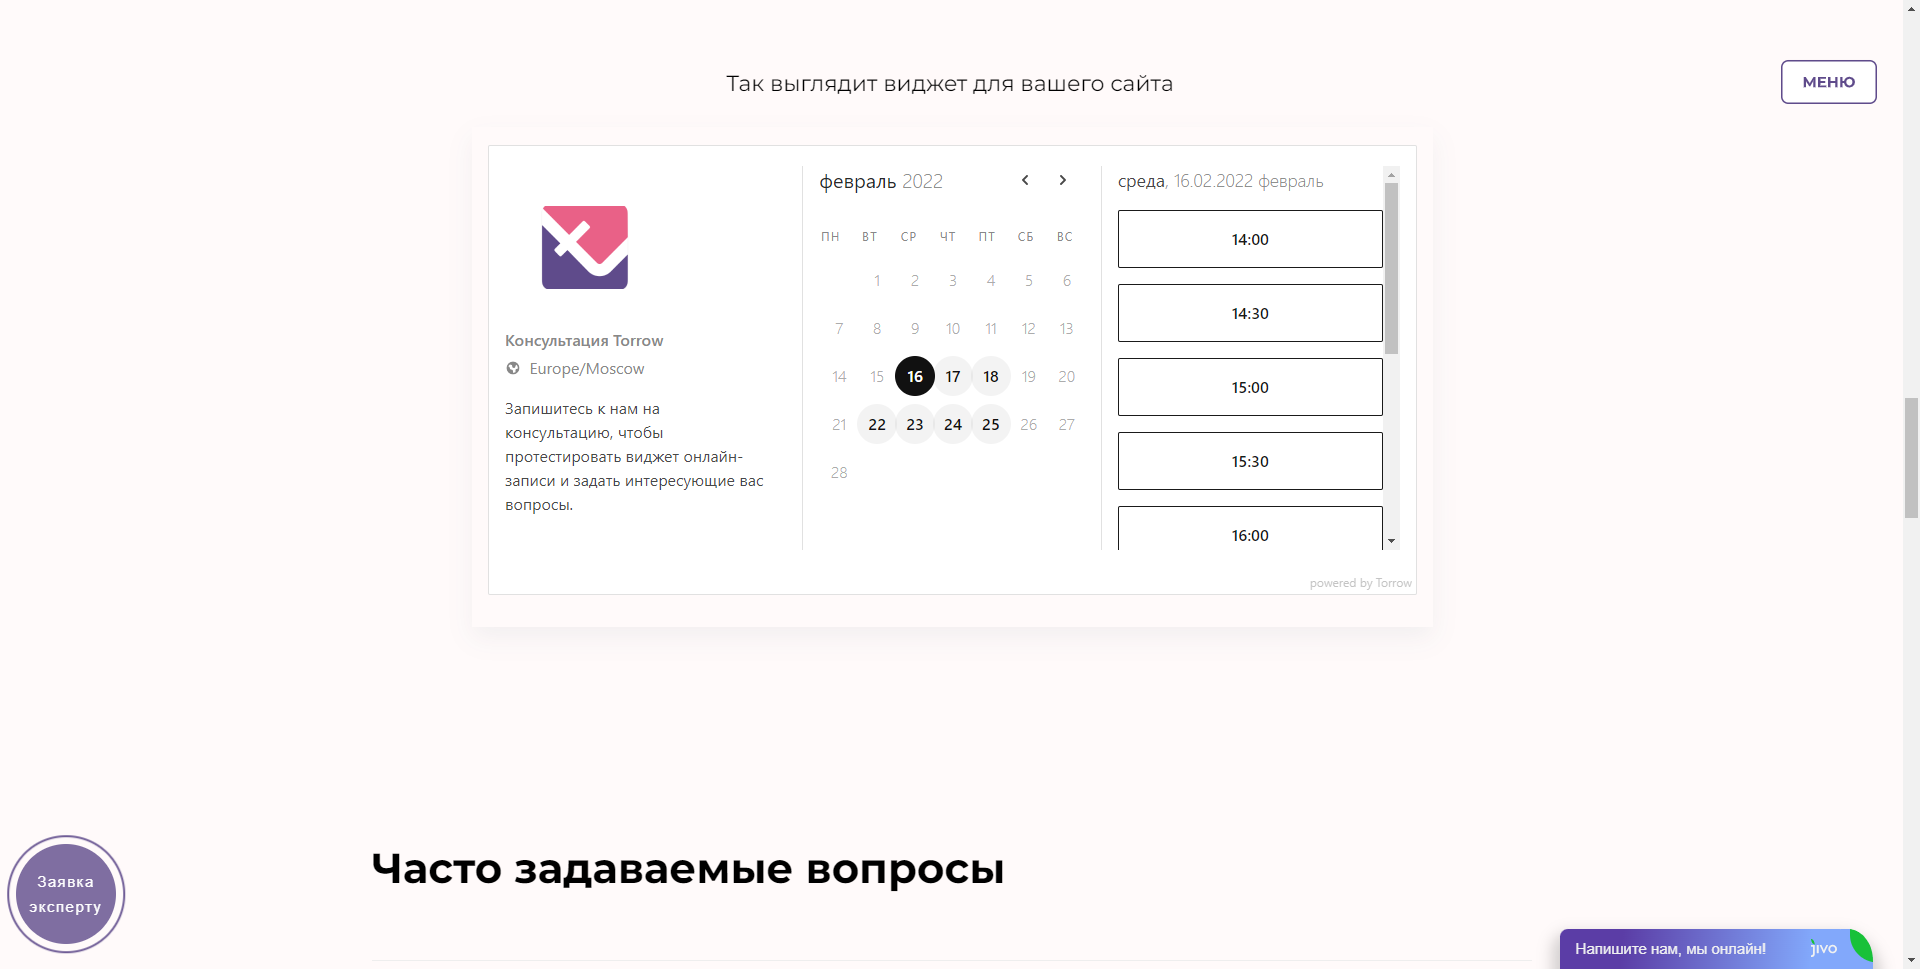 Так выглядит виджет для вашего сайта
МЕНЮ
Консультация Torrow
Europe/Moscow
Запишитесь к нам на
консультацию, чтобы
протестировать виджет онлайн-
записи и задать интересующие вас
вопросы.
февраль 2022
ПН ВТ СР ЧТ ПТ СБ ВС
1 2 3 4 5 6
7 8 9 10 11 12 13
14 15 16 17 18 19 20
21 22 23 24 25 26 27
28
среда, 16.02.2022 февраль
14:00
14:30
15:00
15:30
16:00
powered by Torrow
Часто задаваемые вопросы
Заявка
эксперту
Напишите нам, мы онлайн! jivo